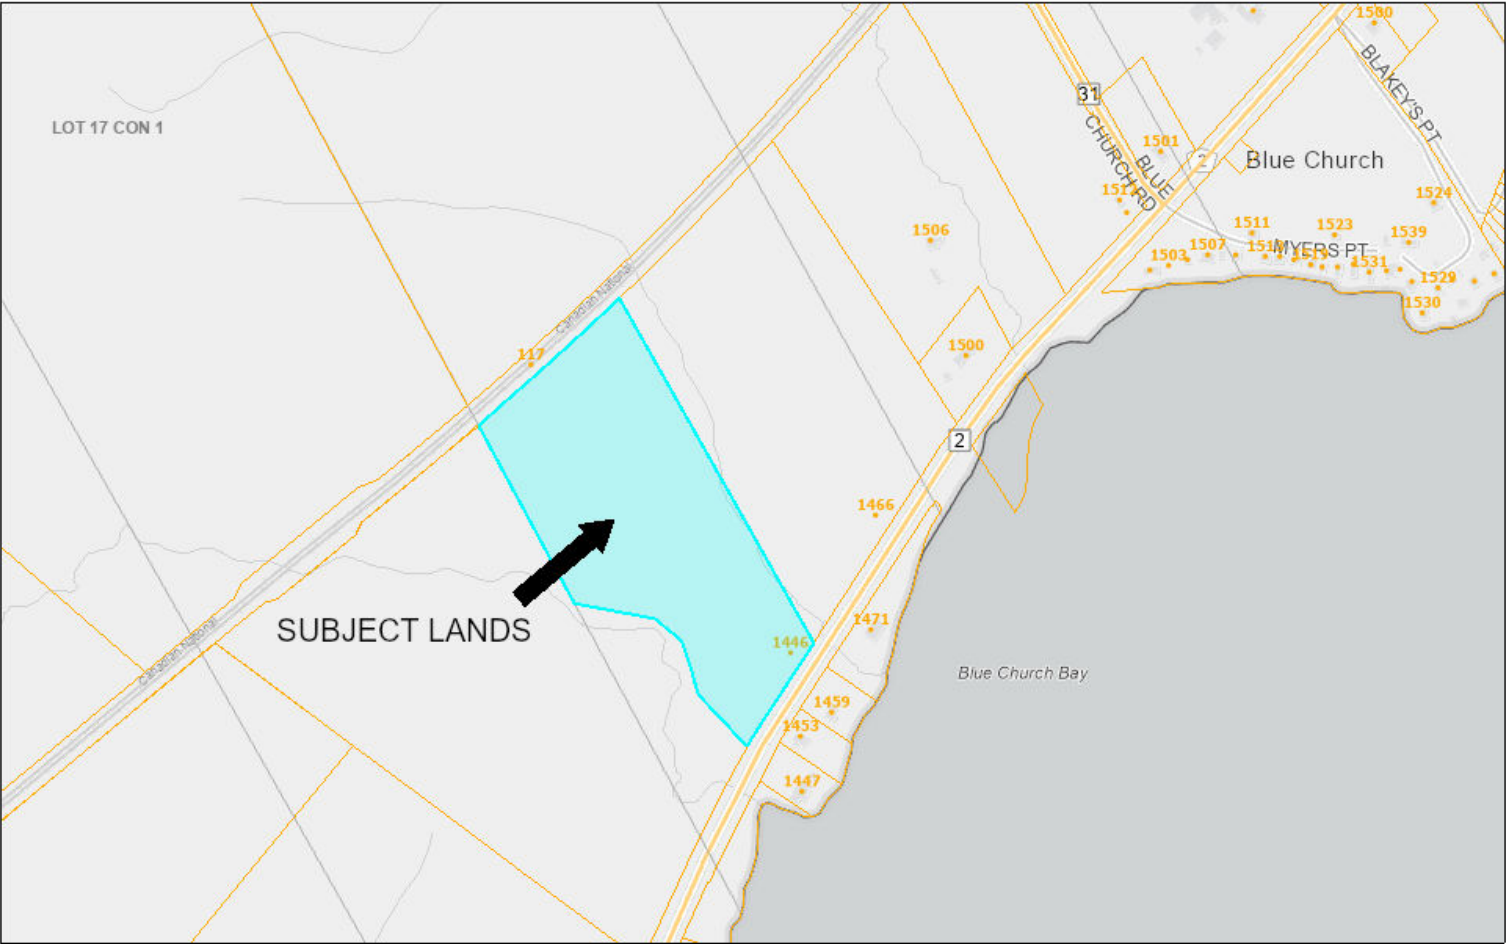 1500
BLAKEY'S PT
31
LOT 17 CON 1
CHURCH RD
BLUE
1501
2
Blue Church
1524
1511
1523
1539
1506
MYERS PT
1507
1503
1531
1529
1530
Canadian National
117
1500
2
1466
SUBJECT LANDS
1471
1446
Canadian National
Blue Church Bay
1459
1453
1447